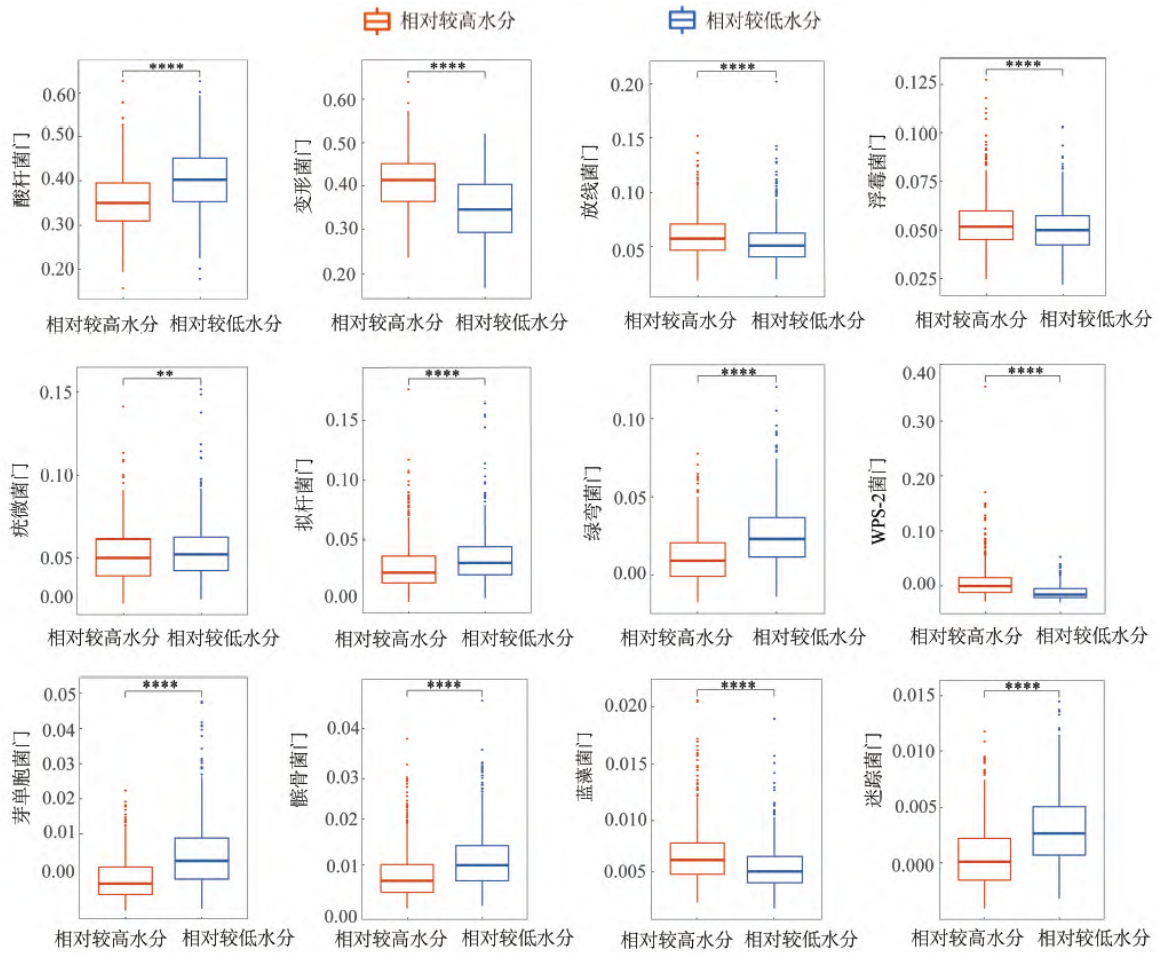 相对较高水分 相对较低水分
酸杆菌门
****
0.60
0.50
0.40
0.30
0.20
相对较高水分 相对较低水分
变形菌门
****
0.60
0.40
0.40
0.30
0.20
相对较高水分 相对较低水分
放线菌门
****
0.20
0.15
0.10
0.05
相对较高水分 相对较低水分
浮霉菌门
****
0.125
0.100
0.075
0.050
0.025
相对较高水分 相对较低水分
疣微菌门
**
0.15
0.10
0.05
0.00
相对较高水分 相对较低水分
拟杆菌门
****
0.15
0.10
0.05
0.00
相对较高水分 相对较低水分
绿弯菌门
****
0.10
0.05
0.00
相对较高水分 相对较低水分
WPS-2菌门
****
0.40
0.30
0.20
0.10
0.00
相对较高水分 相对较低水分
芽单胞菌门
****
0.05
0.04
0.03
0.02
0.01
0.00
相对较高水分 相对较低水分
髌骨菌门
****
0.04
0.03
0.02
0.01
0.00
相对较高水分 相对较低水分
蓝藻菌门
****
0.020
0.015
0.010
0.005
相对较高水分 相对较低水分
迷踪菌门
****
0.015
0.010
0.005
0.000
相对较高水分 相对较低水分